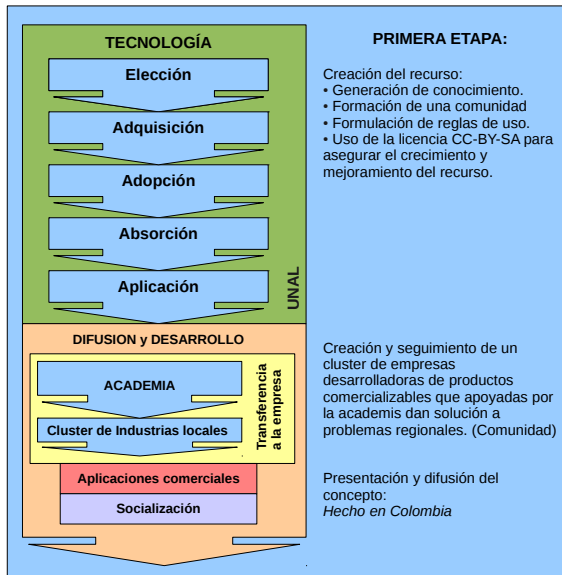 TECNOLOGÍA
Elección
Adquisición
Adopción
Absorción
Aplicación
UNAL
PRIMERA ETAPA:
Creación del recurso:
• Generación de conocimiento.
• Formación de una comunidad
• Formulación de reglas de uso.
• Uso de la licencia CC-BY-SA para
asegurar el crecimiento y
mejoramiento del recurso.
DIFUSION y DESARROLLO
ACADEMIA
Cluster de Industrias locales
Transferencia
a la empresa
Aplicaciones comerciales
Socialización
Creación y seguimiento de un
cluster de empresas
desarrolladoras de productos
comercializables que apoyadas por
la academis dan solución a
problemas regionales. (Comunidad)
Presentación y difusión del
concepto:
Hecho en Colombia